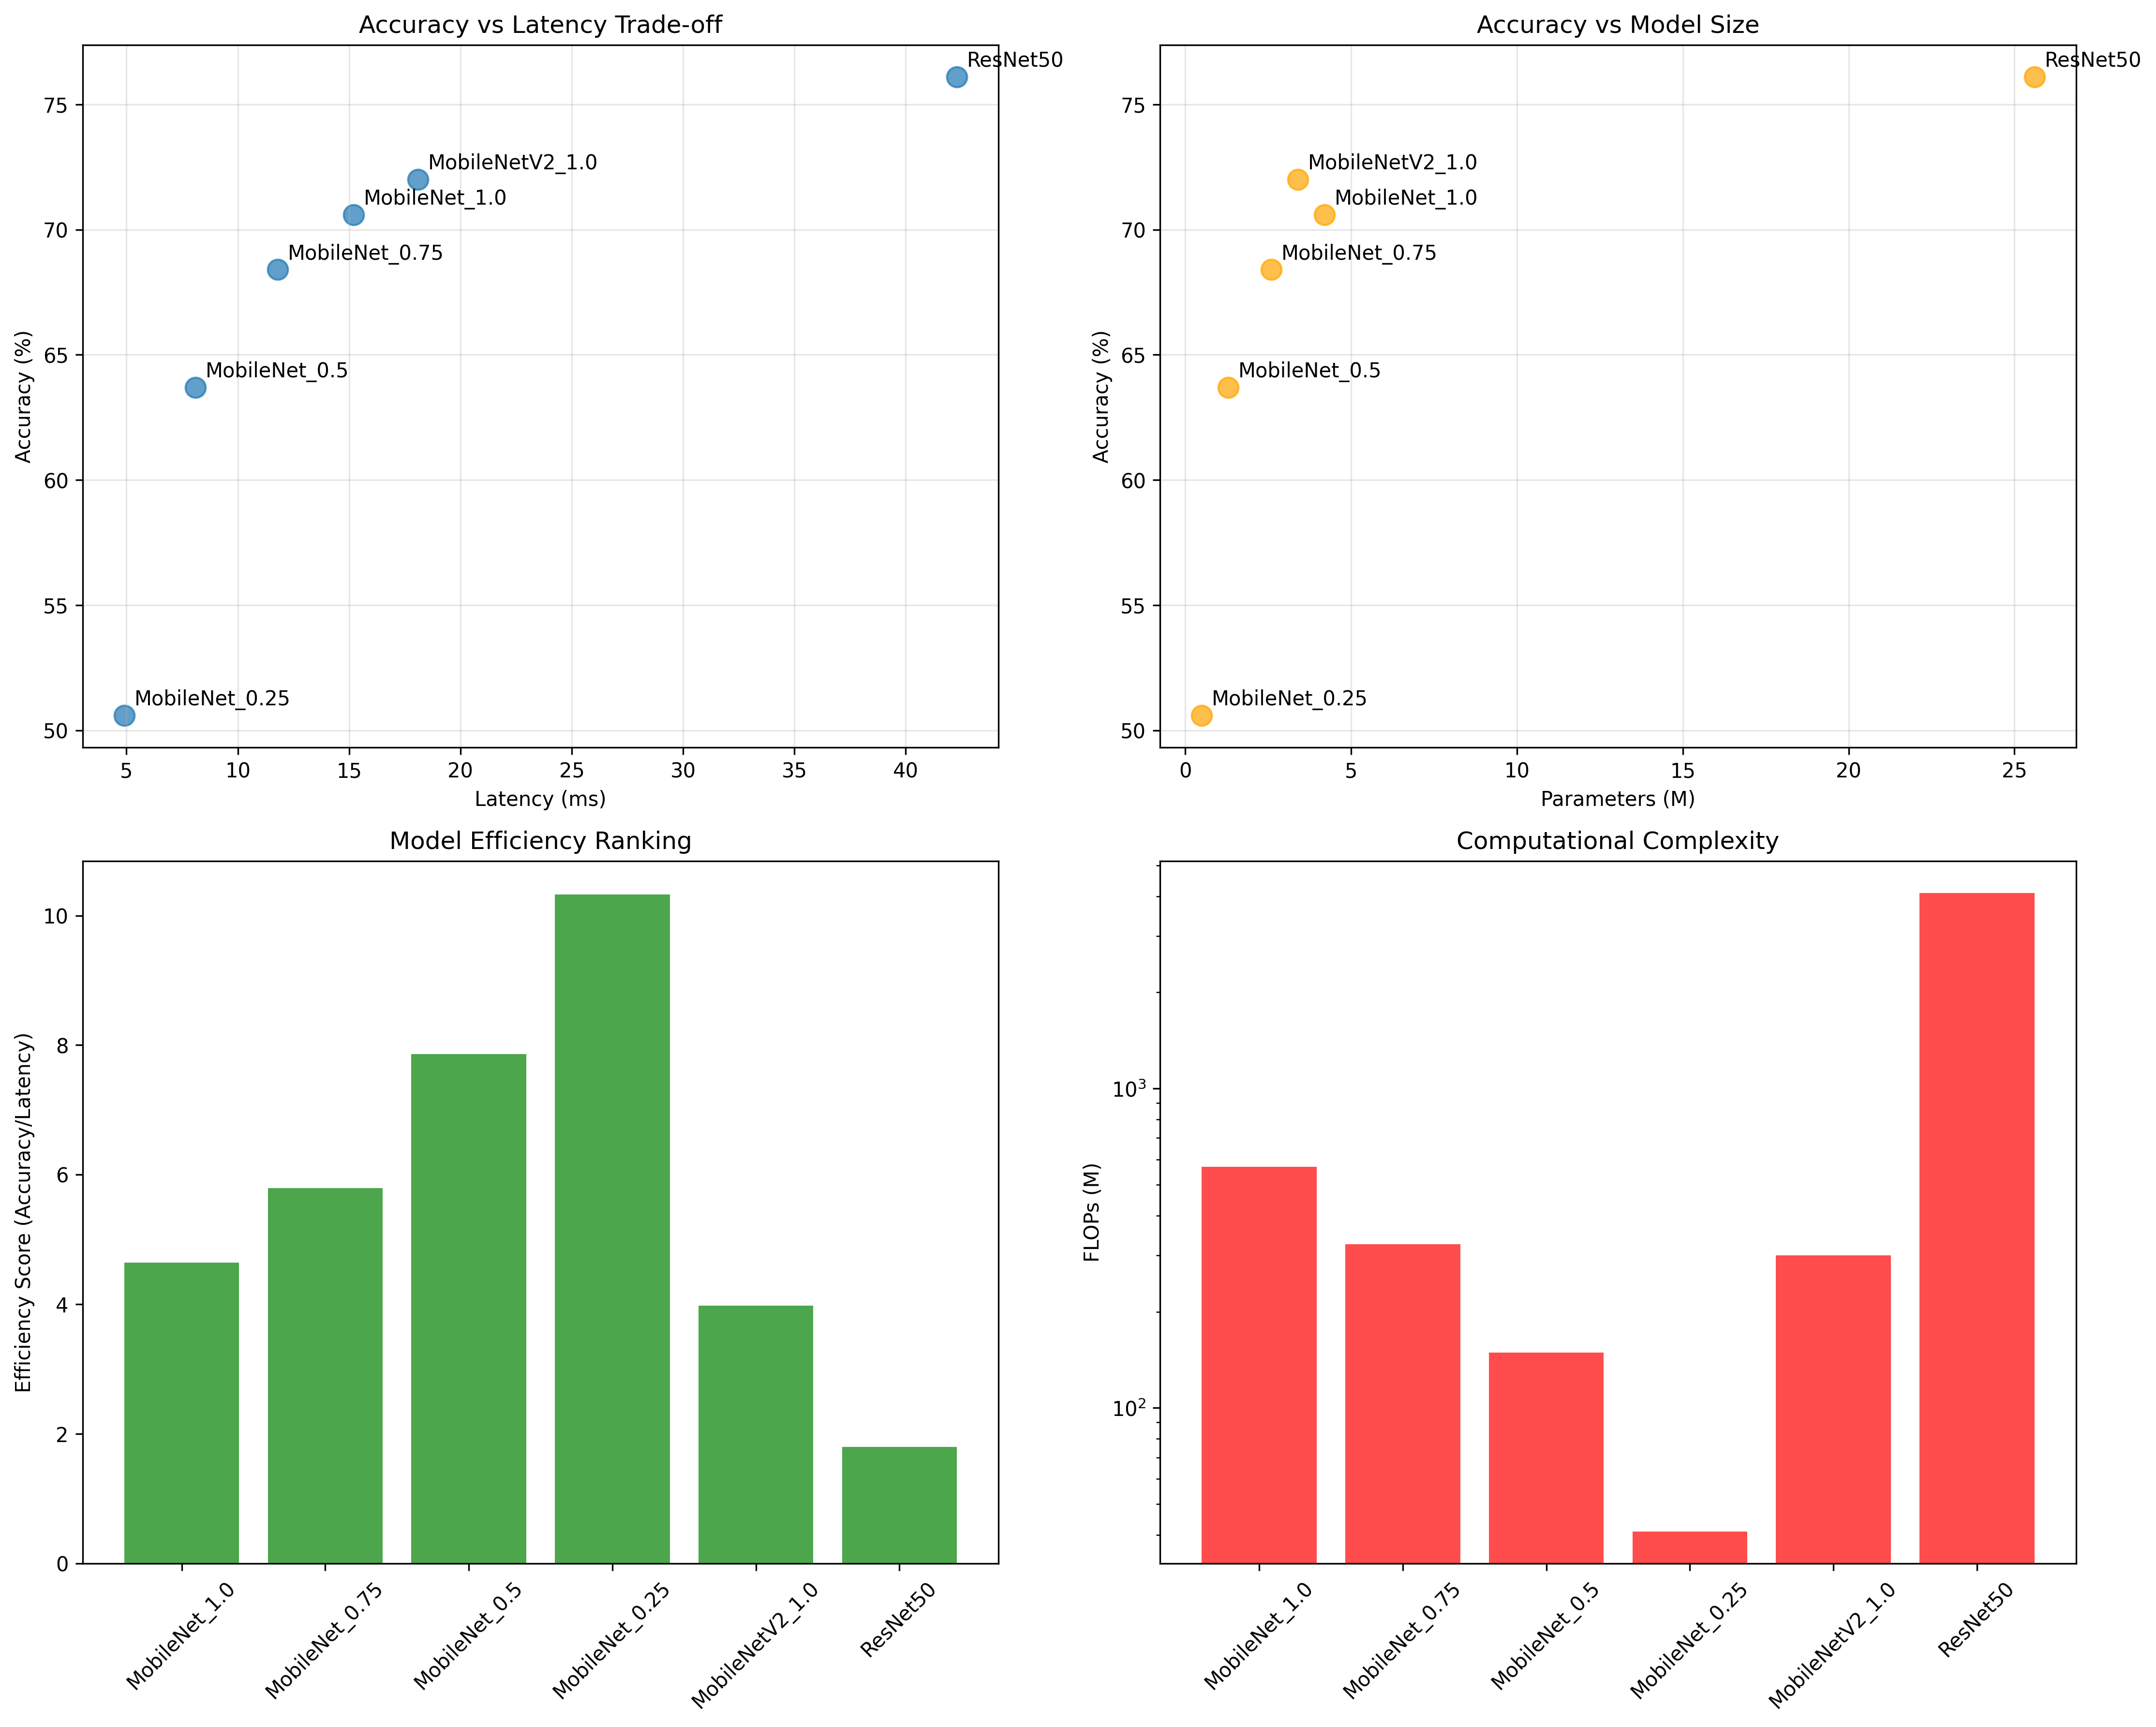 Accuracy vs Latency Trade-off
ResNet50
MobileNetV2_1.0
MobileNet_1.0
MobileNet_0.75
MobileNet_0.5
MobileNet_0.25
Accuracy (%)
75
70
65
60
55
50
5 10 15 20 25 30 35 40
Latency (ms)
Accuracy vs Model Size
ResNet50
MobileNetV2_1.0
MobileNet_1.0
MobileNet_0.75
MobileNet_0.5
MobileNet_0.25
Accuracy (%)
75
70
65
60
55
50
0 5 10 15 20 25
Parameters (M)
Model Efficiency Ranking
Efficiency Score (Accuracy/Latency)
10
8
6
4
2
0
MobileNet_1.0
MobileNet_0.75
MobileNet_0.5
MobileNet_0.25
MobileNetV2_1.0
ResNet50
Computational Complexity
FLOPs (M)
10³
10²
MobileNet_1.0
MobileNet_0.75
MobileNet_0.5
MobileNet_0.25
MobileNetV2_1.0
ResNet50